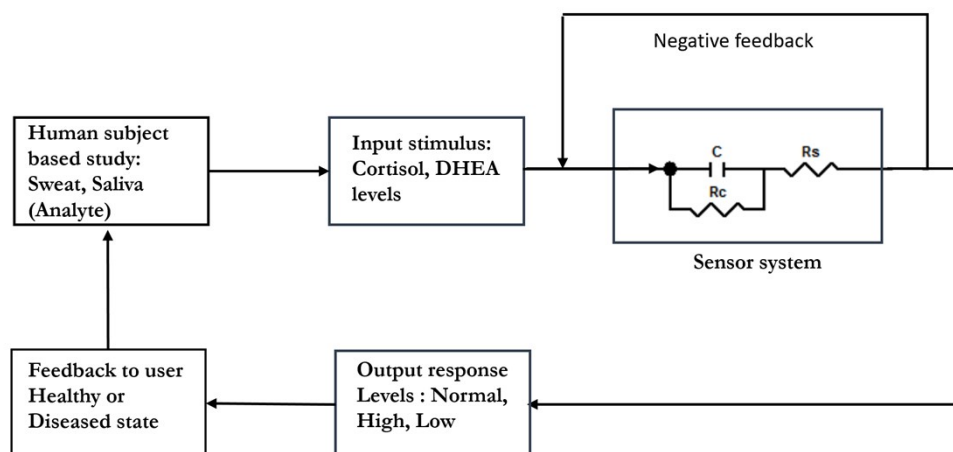 Negative feedback
Human subject
based study:
Sweat, Saliva
(Analyte)
Input stimulus:
Cortisol, DHEA
levels
C
Rs
Rc
Sensor system
Feedback to user
Healthy or
Diseased state
Output response
Levels : Normal,
High, Low